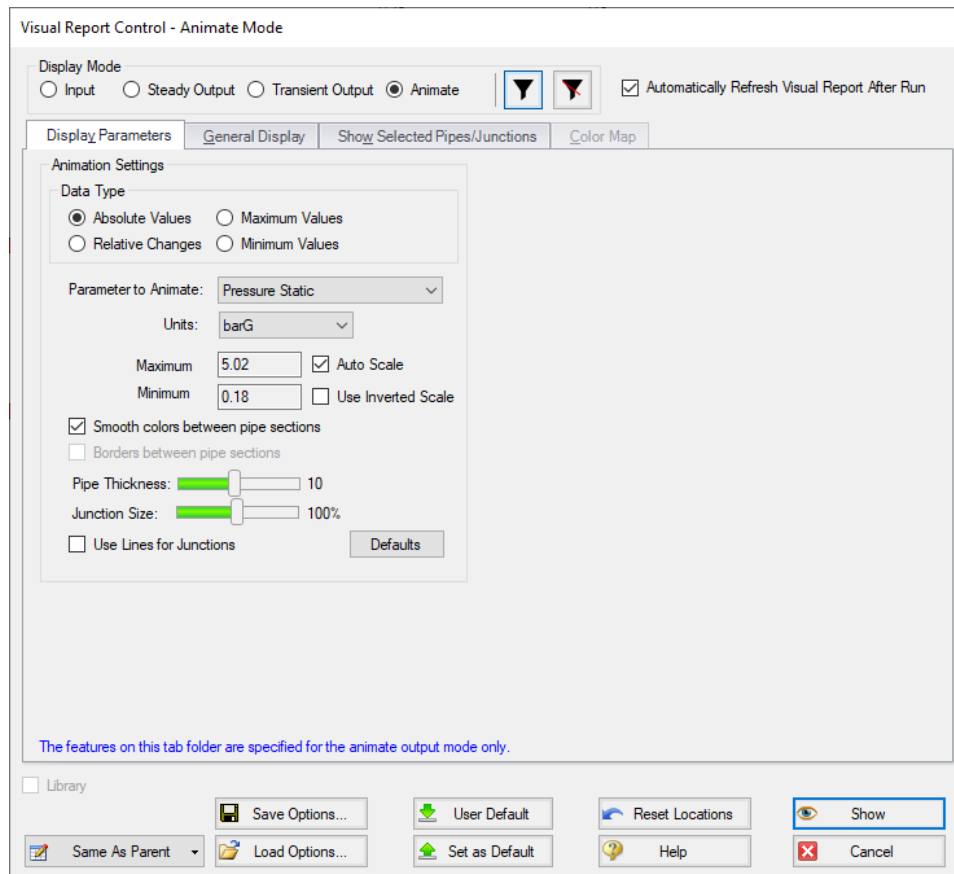 Visual Report Control - Animate Mode
Display Mode
Input Steady Output Transient Output Animate Automatically Refresh Visual Report After Run
Display Parameters General Display Show Selected Pipes/Junctions Color Map
Animation Settings
Data Type
Absolute Values Maximum Values
Relative Changes Minimum Values
Parameter to Animate: Pressure Static
Units: barG
Maximum 5.02 Auto Scale
Minimum 0.18 Use Inverted Scale
Smooth colors between pipe sections
Borders between pipe sections
Pipe Thickness: 10
Junction Size: 100%
Use Lines for Junctions Defaults
The features on this tab folder are specified for the animate output mode only.
Library
Save Options... User Default Reset Locations Show
Same As Parent Load Options... Set as Default Help Cancel